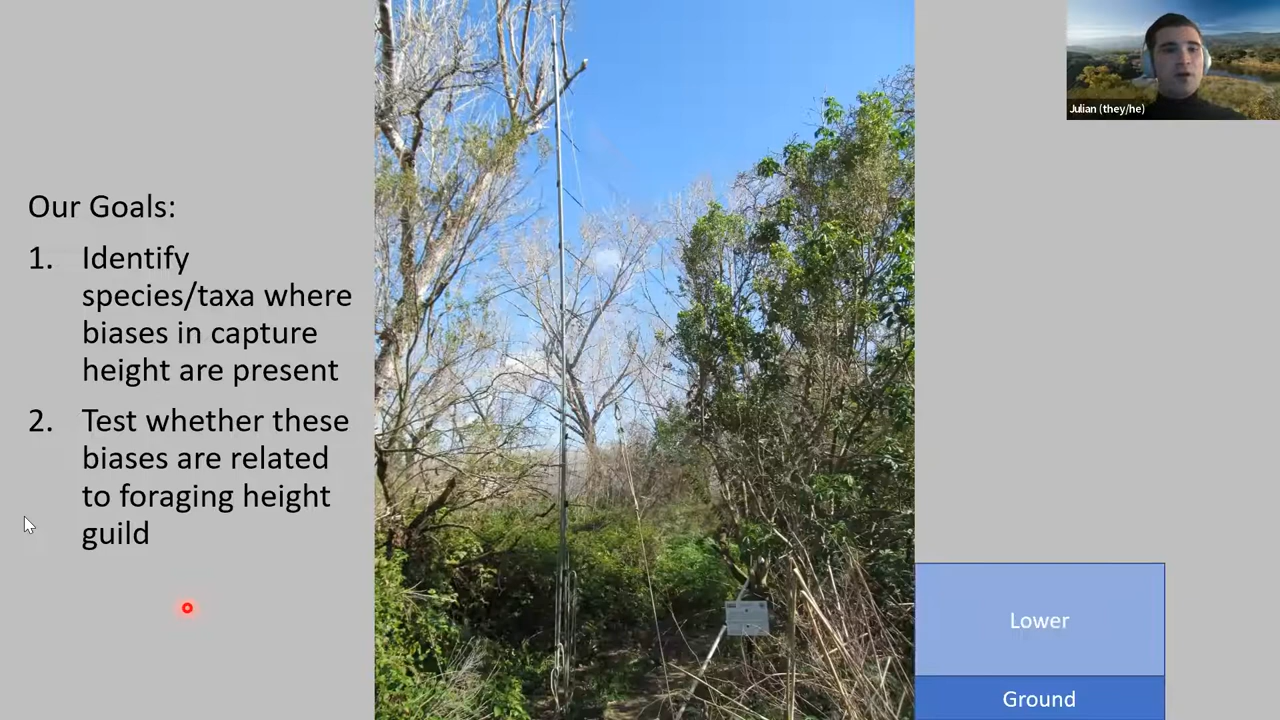 Julian (they/he)
Our Goals:
1. Identify
species/taxa where
biases in capture
height are present
2. Test whether these
biases are related
to foraging height
guild
Lower
Ground